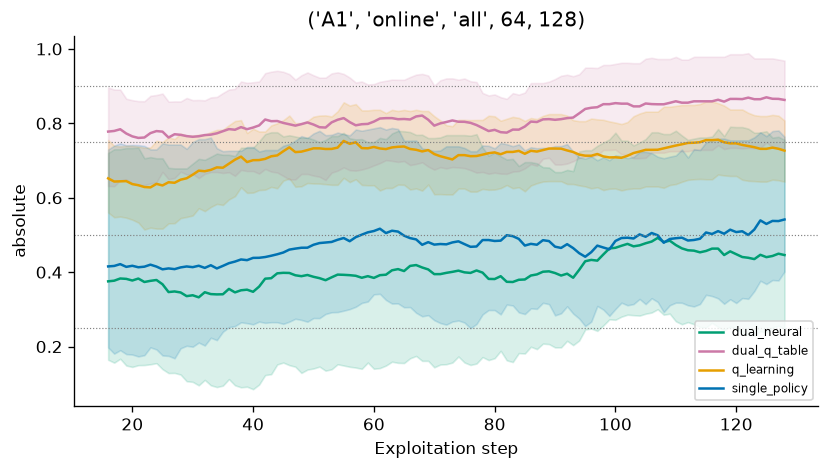 ('A1', 'online', 'all', 64, 128)
1.0
0.8
0.6
0.4
0.2
absolute
20
40
60
80
100
120
Exploitation step
dual_neural
dual_q_table
q_learning
single_policy